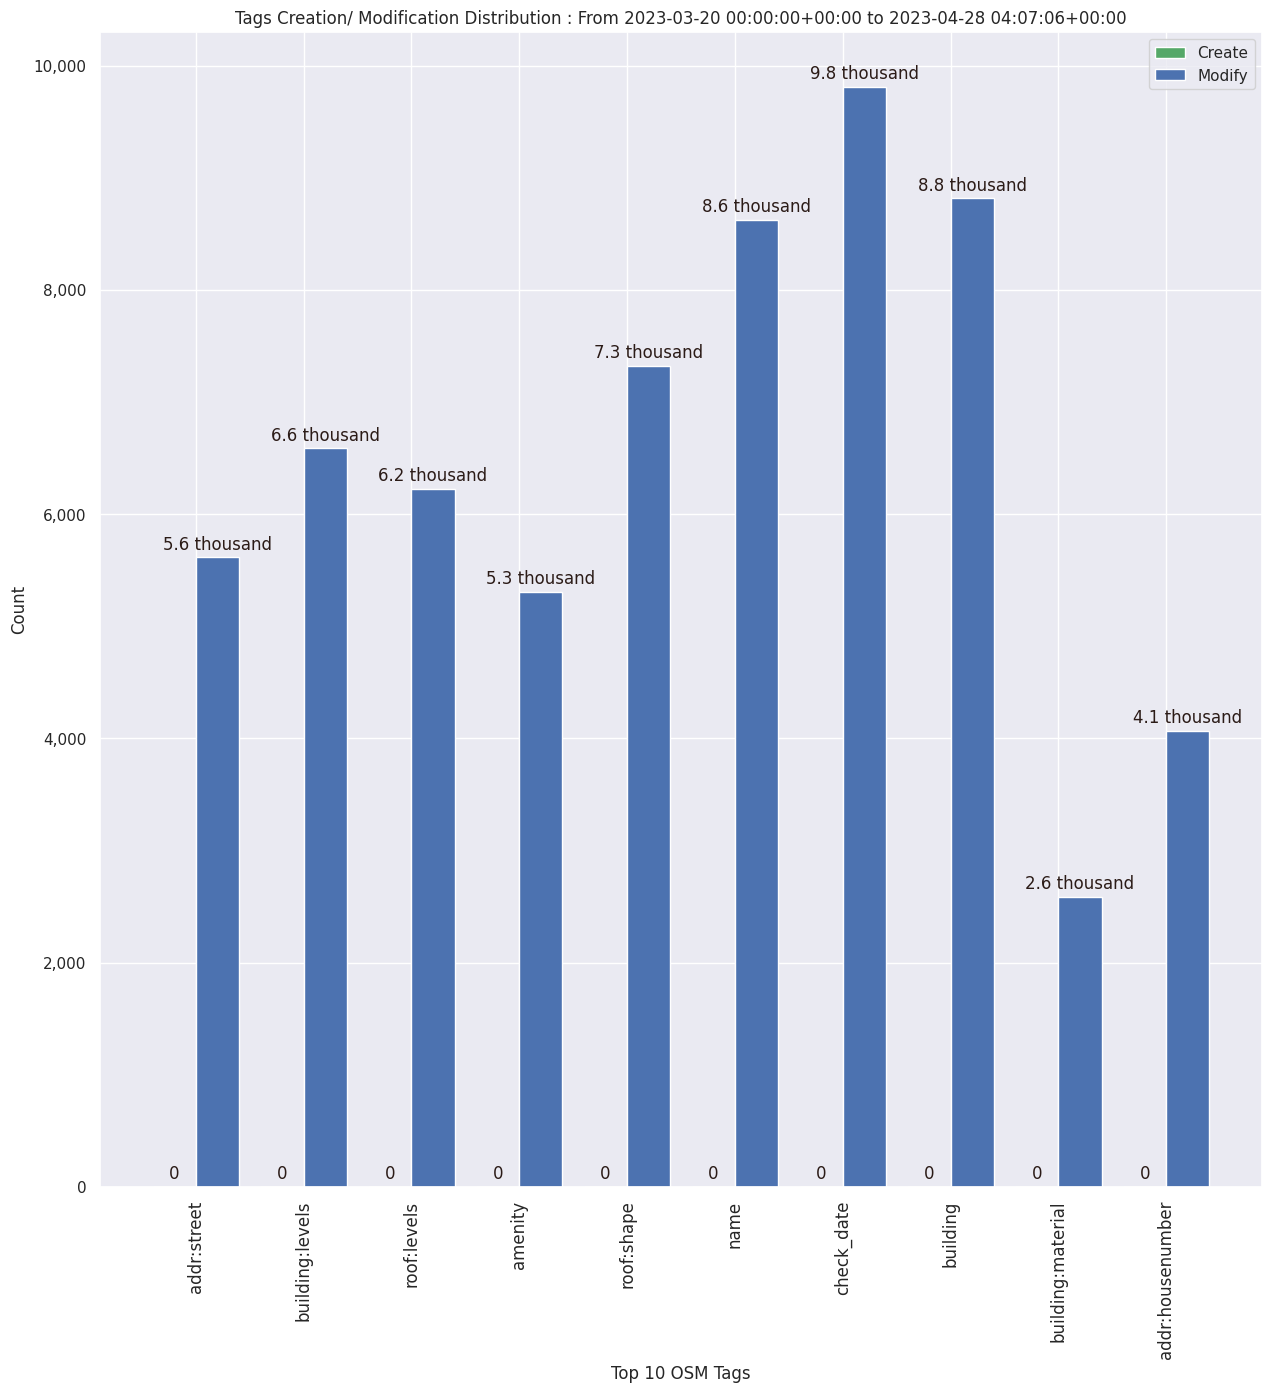 Tags Creation/ Modification Distribution : From 2023-03-20 00:00:00+00:00 to 2023-04-28 04:07:06+00:00
Create
Modify
10,000
8,000
6,000
4,000
2,000
0
Count
5.6 thousand
6.6 thousand
6.2 thousand
5.3 thousand
7.3 thousand
8.6 thousand
9.8 thousand
8.8 thousand
2.6 thousand
4.1 thousand
0
0
0
0
0
0
0
0
0
0
addr:street
building:levels
roof:levels
amenity
roof:shape
name
check_date
building
building:material
addr:housenumber
Top 10 OSM Tags